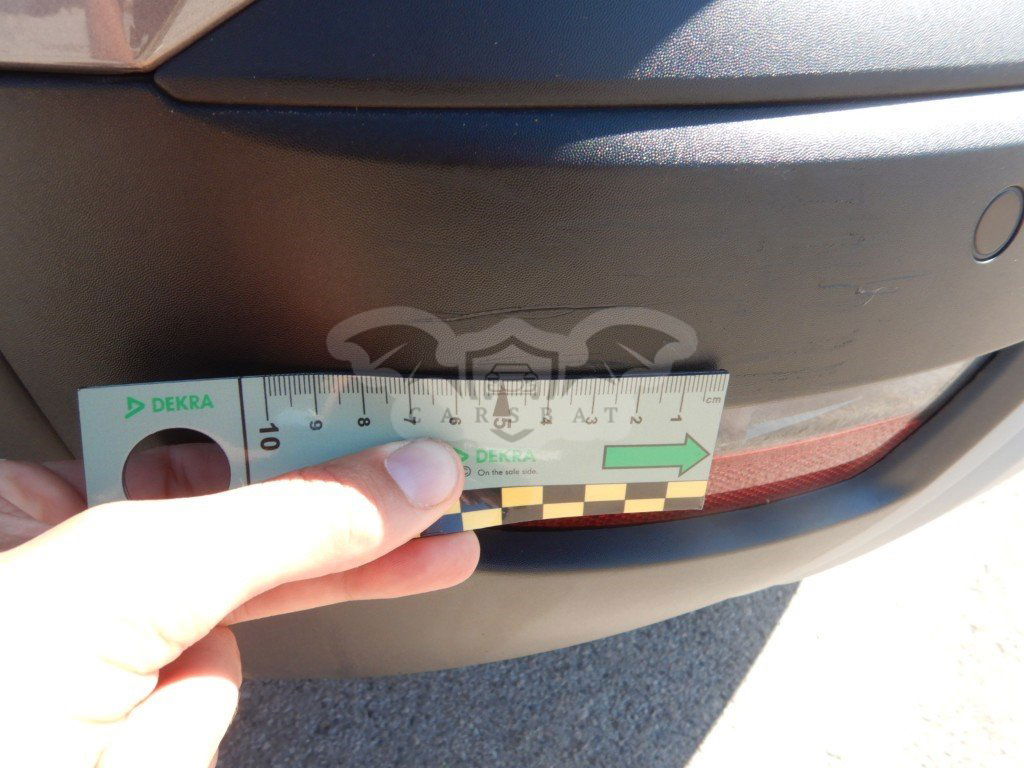 DEKRA
10 9 8 7 6 5 4 3 2 1 cm
CARSBAT
DEKRA
On the safe side.